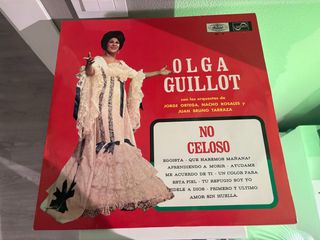 OLGA
GUILLOT
con las orquestas de
JORGE ORTEGA, NACHO ROSALES y
JUAN BRUNO TARRAZA
NO
CELOSO
EGOISTA - QUE HAREMOS MAÑANA?
APRENDIENDO A MORIR - AYUDAME
ME ACUERDO DE TI - UN COLOR PARA
ESTA PIEL - TU REFUGIO SOY YO
PIDELE A DIOS - PRIMERO Y ULTIMO
AMOR SIN HUELLA.